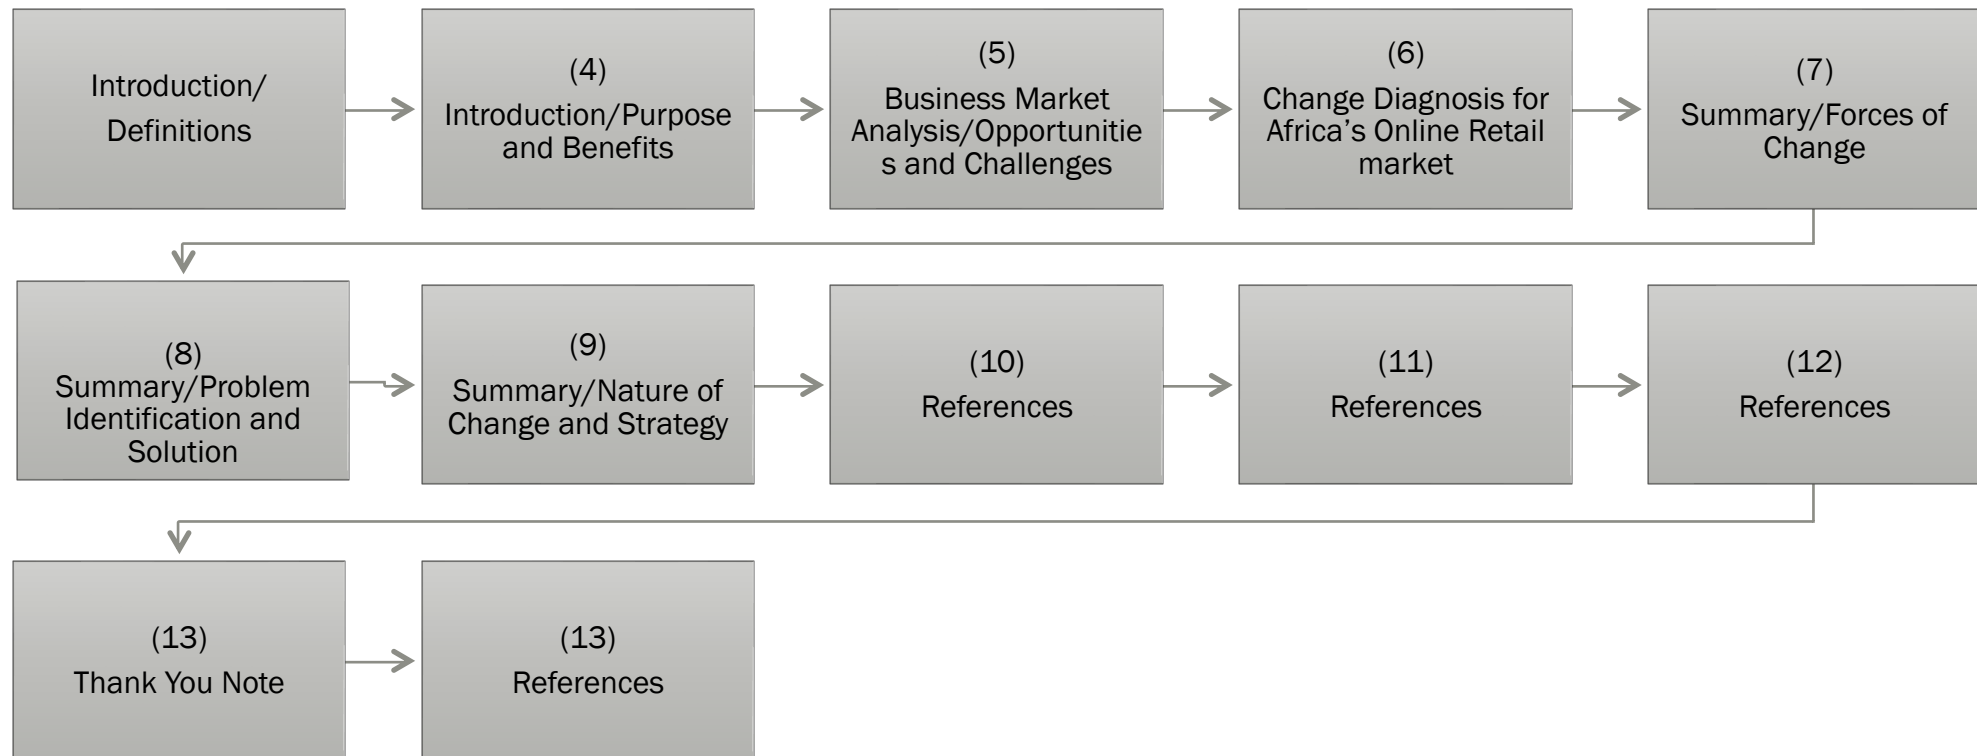 Introduction/
Definitions
(4)
Introduction/Purpose
and Benefits
(5)
Business Market
Analysis/Opportunitie
s and Challenges
(6)
Change Diagnosis for
Africa’s Online Retail
market
(7)
Summary/Forces of
Change
(8)
Summary/Problem
Identification and
Solution
(9)
Summary/Nature of
Change and Strategy
(10)
References
(11)
References
(12)
References
(13)
Thank You Note
(13)
References